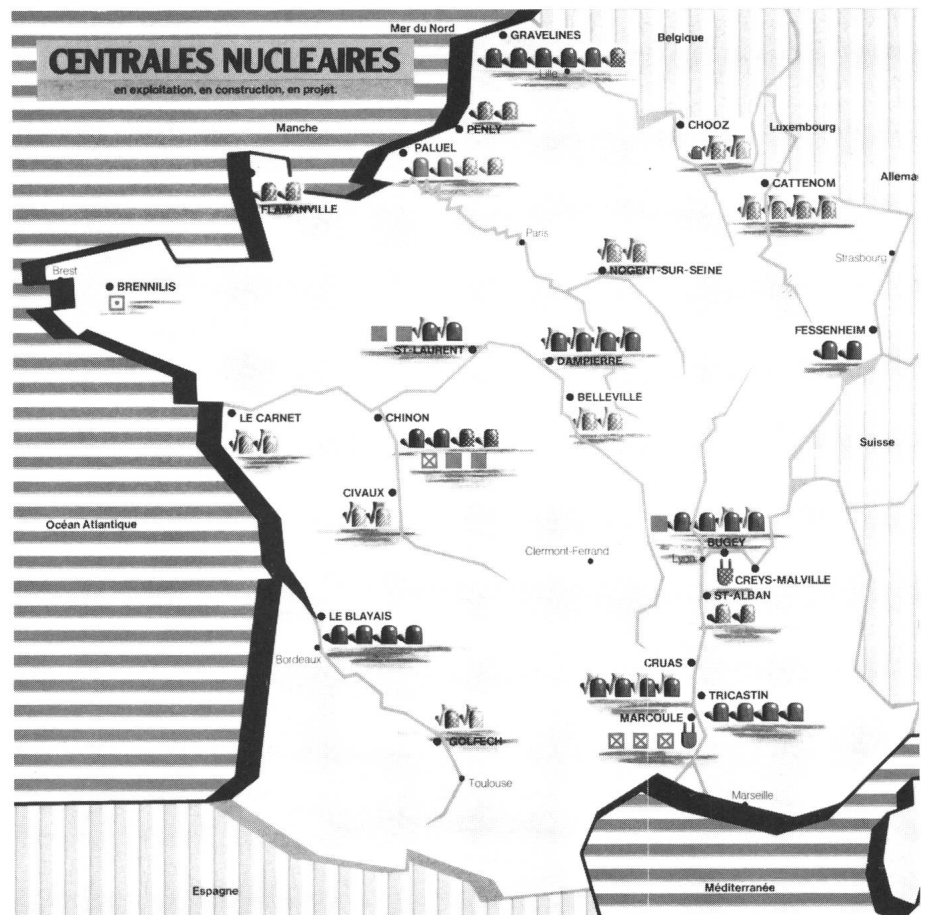 Mer du Nord
GRAVELINES
Belgique
CENTRALES NUCLEAIRES
en exploitation, en construction, en projet.
Lille
Manche
PENLY
CHOOZ
Luxembourg
PALUEL
CATTENOM
Allema
FLAMANVILLE
Paris
Strasbourg
NOGENT-SUR-SEINE
Brest
BRENNILIS
FESSENHEIM
ST-LAURENT
DAMPIERRE
BELLEVILLE
LE CARNET
CHINON
Suisse
CIVAUX
Océan Atlantique
BUGEY
Clermont-Ferrand
Lyon
CREYS-MALVILLE
ST-ALBAN
LE BLAYAIS
Bordeaux
CRUAS
TRICASTIN
MARCOULE
GOLFECH
Toulouse
Marseille
Espagne
Méditerranée